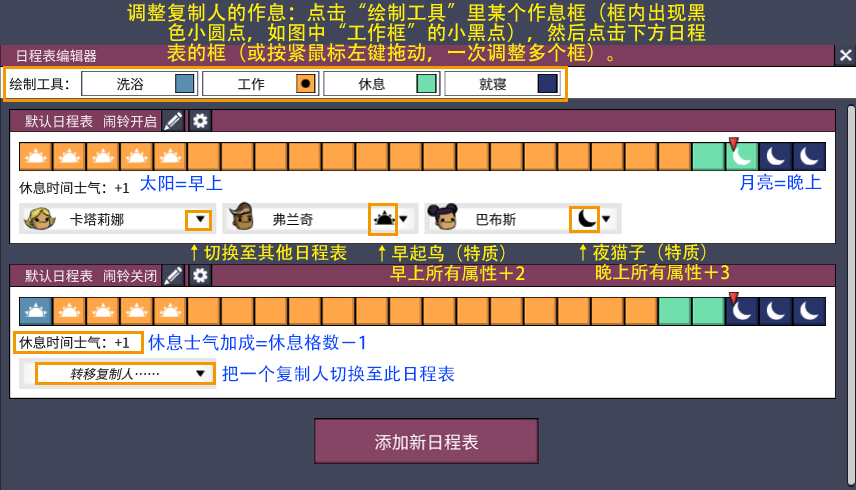 调整复制人的作息：点击“绘制工具”里某个作息框（框内出现黑
色小圆点，如图中“工作框”的小黑点），然后点击下方日程
表的框（或按紧鼠标左键拖动，一次调整多个框）。
日程表编辑器
绘制工具： 洗浴 工作 休息 就寝
默认日程表 闹铃开启
休息时间士气：+1 太阳=早上 月亮=晚上
卡塔莉娜 弗兰奇 巴布斯
↑切换至其他日程表 ↑早起鸟（特质） ↑夜猫子（特质）
早上所有属性＋2 晚上所有属性＋3
默认日程表 闹铃关闭
休息时间士气：+1 休息士气加成=休息格数－1
转移复制人…… 把一个复制人切换至此日程表
添加新日程表